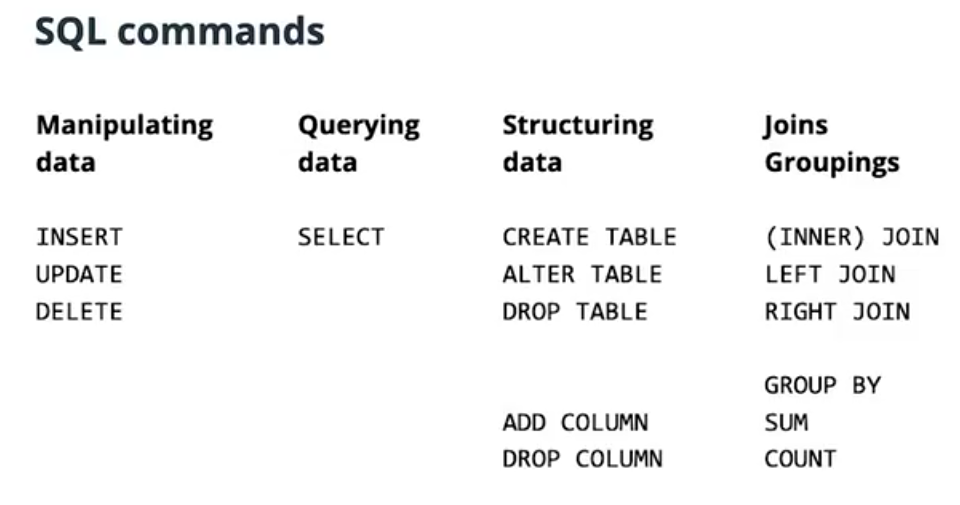 SQL commands
Manipulating data
Querying data
Structuring data
Joins Groupings
INSERT
UPDATE
DELETE
SELECT
CREATE TABLE
ALTER TABLE
DROP TABLE
ADD COLUMN
DROP COLUMN
(INNER) JOIN
LEFT JOIN
RIGHT JOIN
GROUP BY
SUM
COUNT